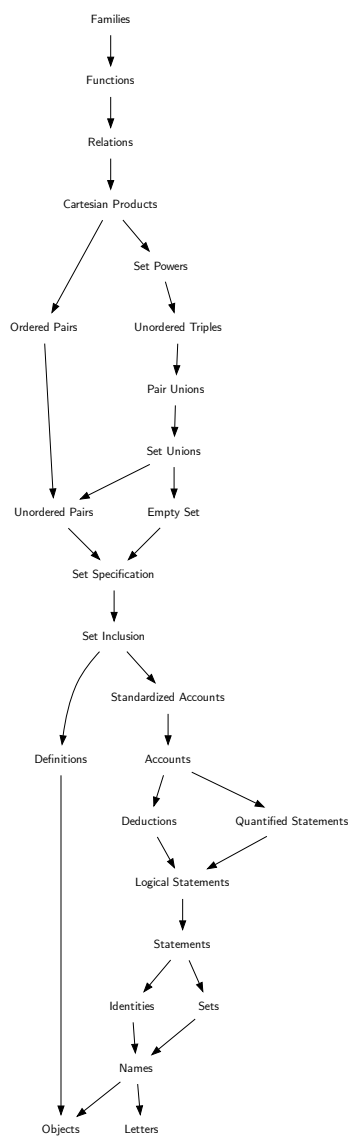 Families
Functions
Relations
Cartesian Products
Set Powers
Ordered Pairs
Unordered Triples
Pair Unions
Set Unions
Unordered Pairs
Empty Set
Set Specification
Set Inclusion
Standardized Accounts
Definitions
Accounts
Deductions
Quantified Statements
Logical Statements
Statements
Identities
Sets
Names
Objects
Letters